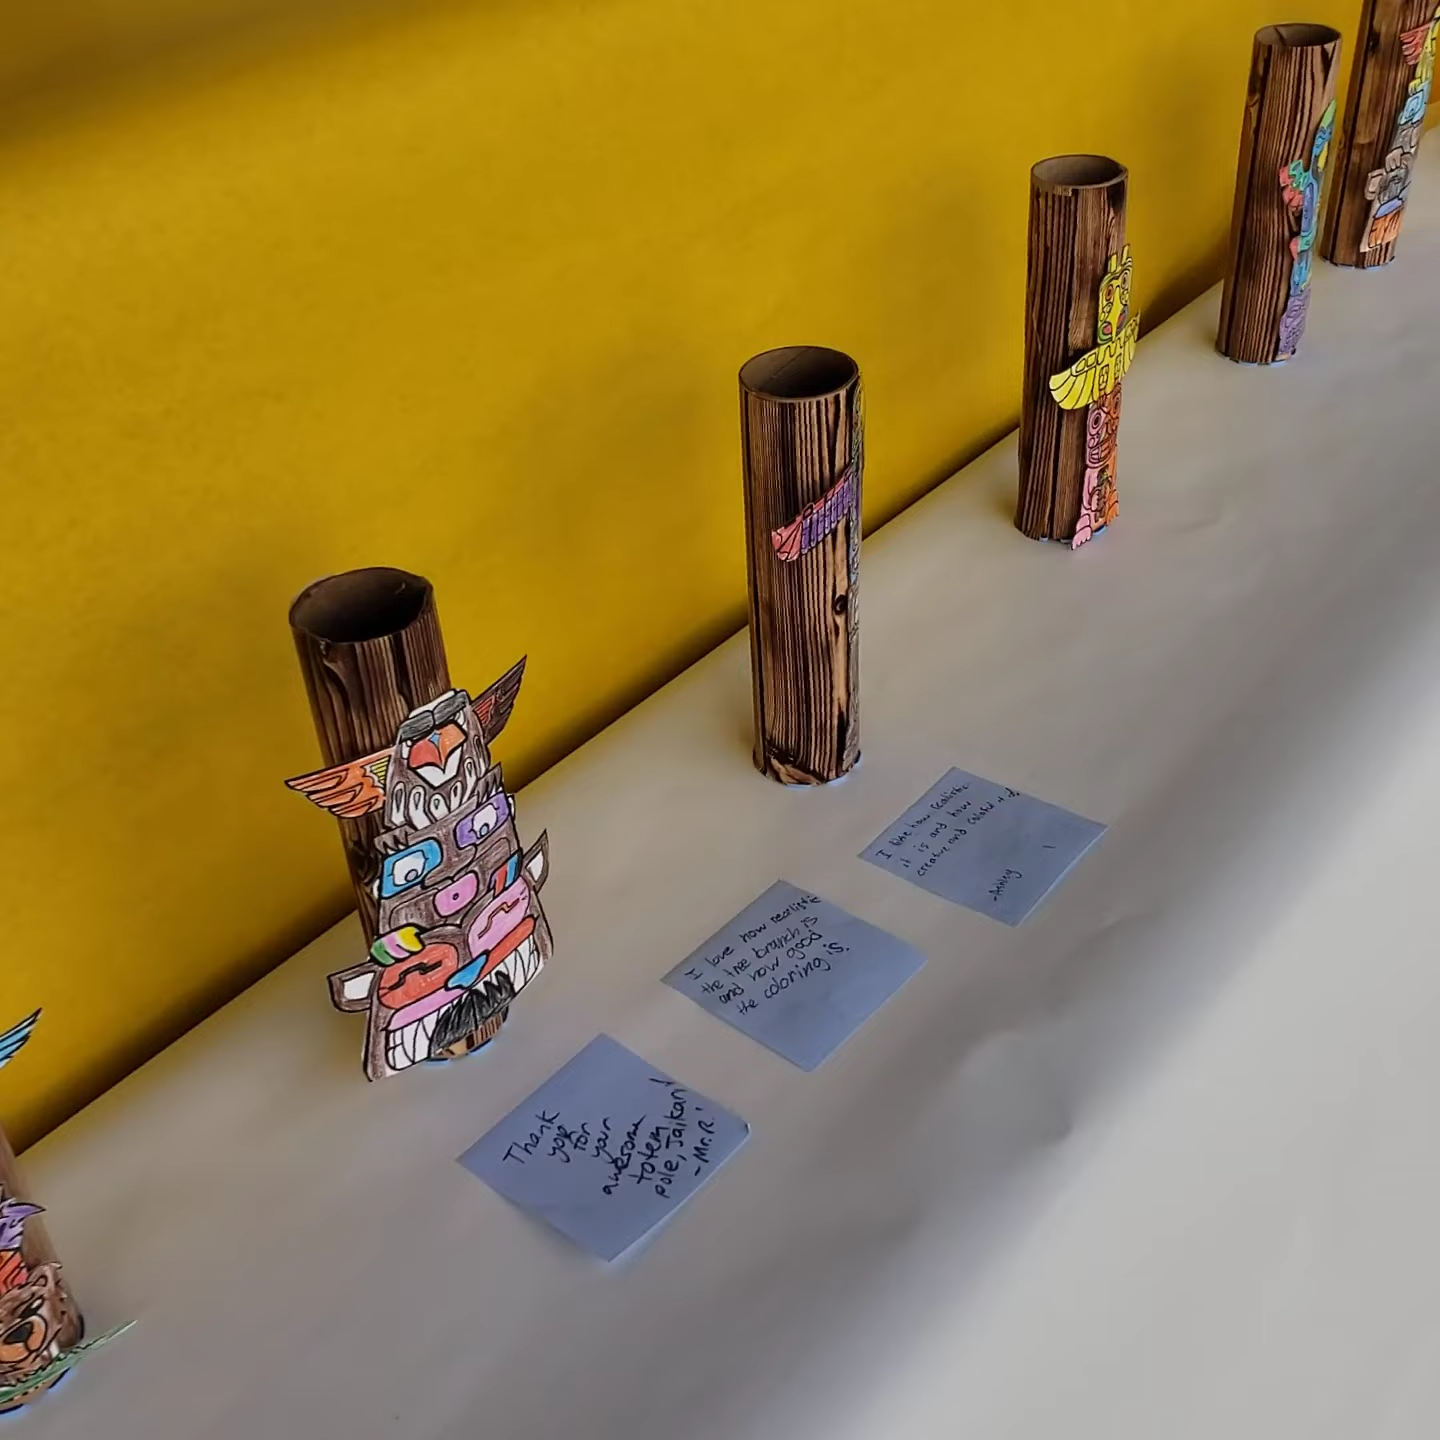 Thank
you
for
your
awesome
totem
pole, Jaikan!
-Mr. R.
I love how realistic
the tree branch is
and how good
the coloring is.
I like how realistic
it is and how
creative and colorful it is
-Ashley